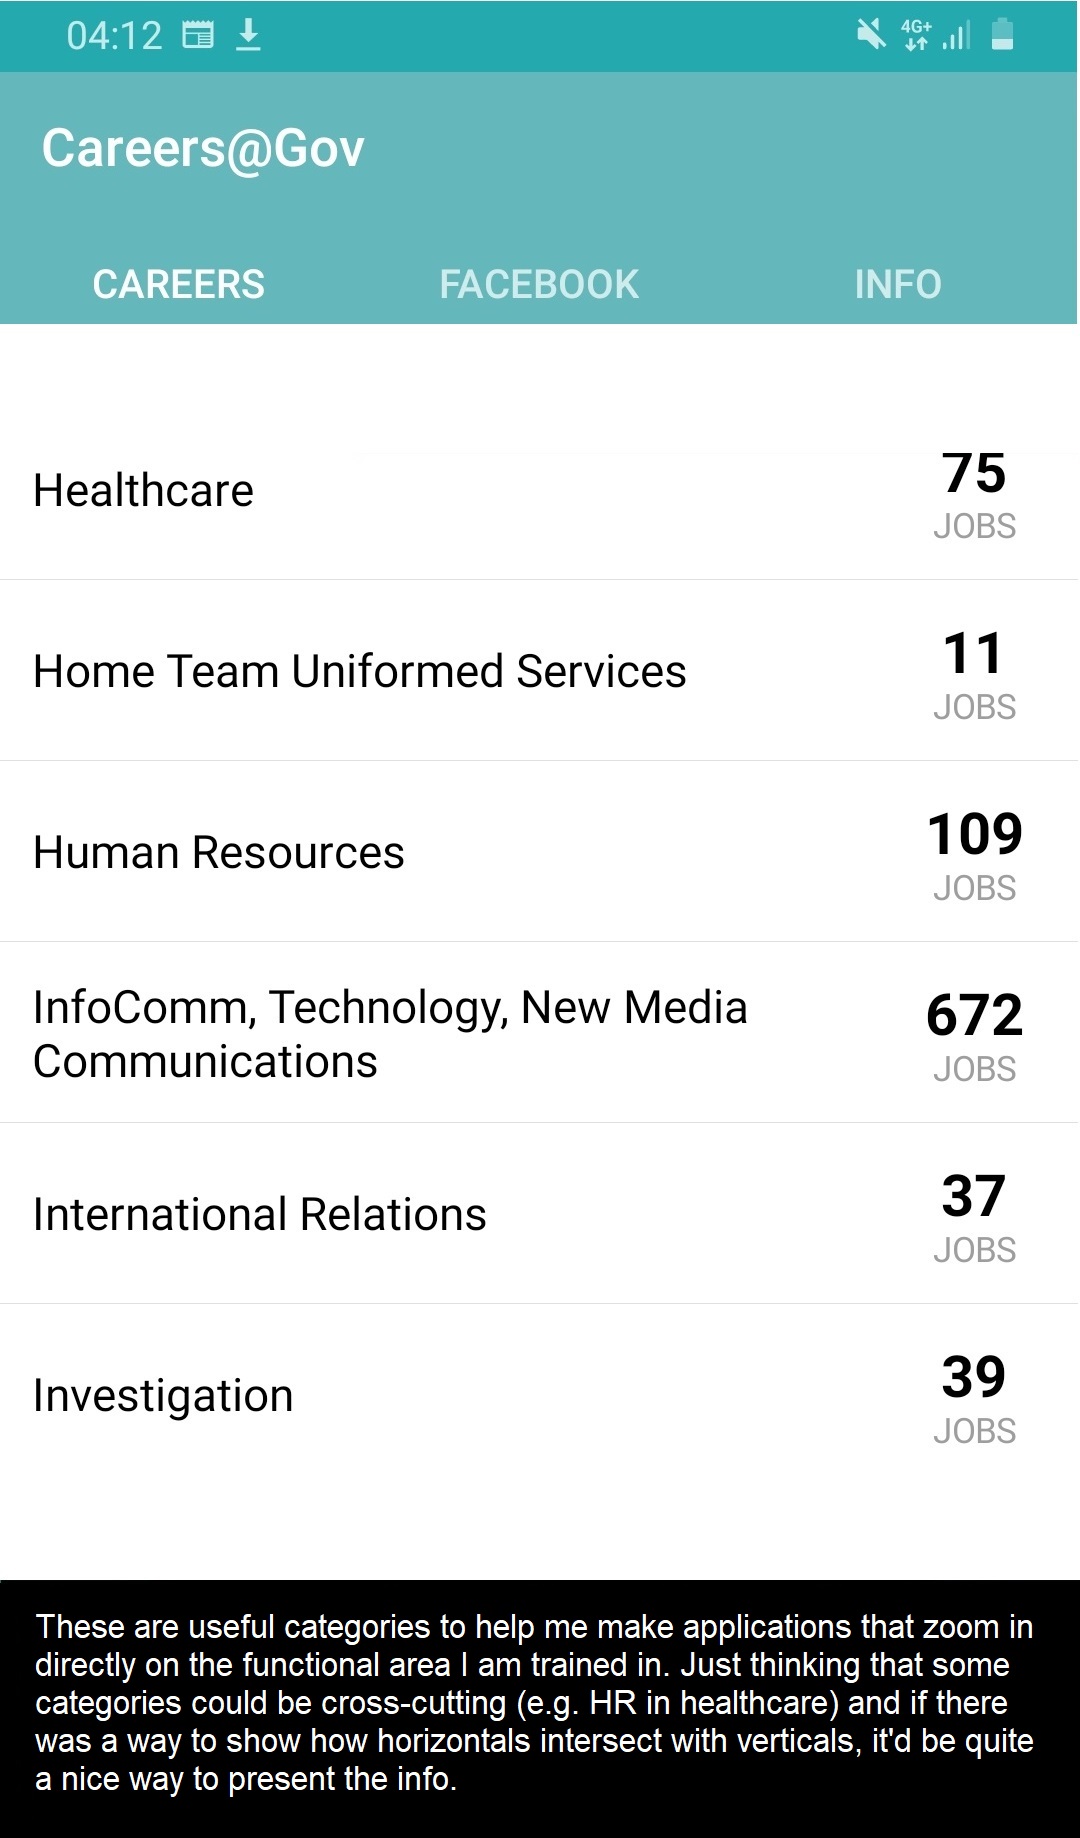 04:12
4G+
Careers@Gov
CAREERS FACEBOOK INFO
Healthcare
75
JOBS
Home Team Uniformed Services
11
JOBS
Human Resources
109
JOBS
InfoComm, Technology, New Media
Communications
672
JOBS
International Relations
37
JOBS
Investigation
39
JOBS
These are useful categories to help me make applications that zoom in
directly on the functional area I am trained in. Just thinking that some
categories could be cross-cutting (e.g. HR in healthcare) and if there
was a way to show how horizontals intersect with verticals, it'd be quite
a nice way to present the info.